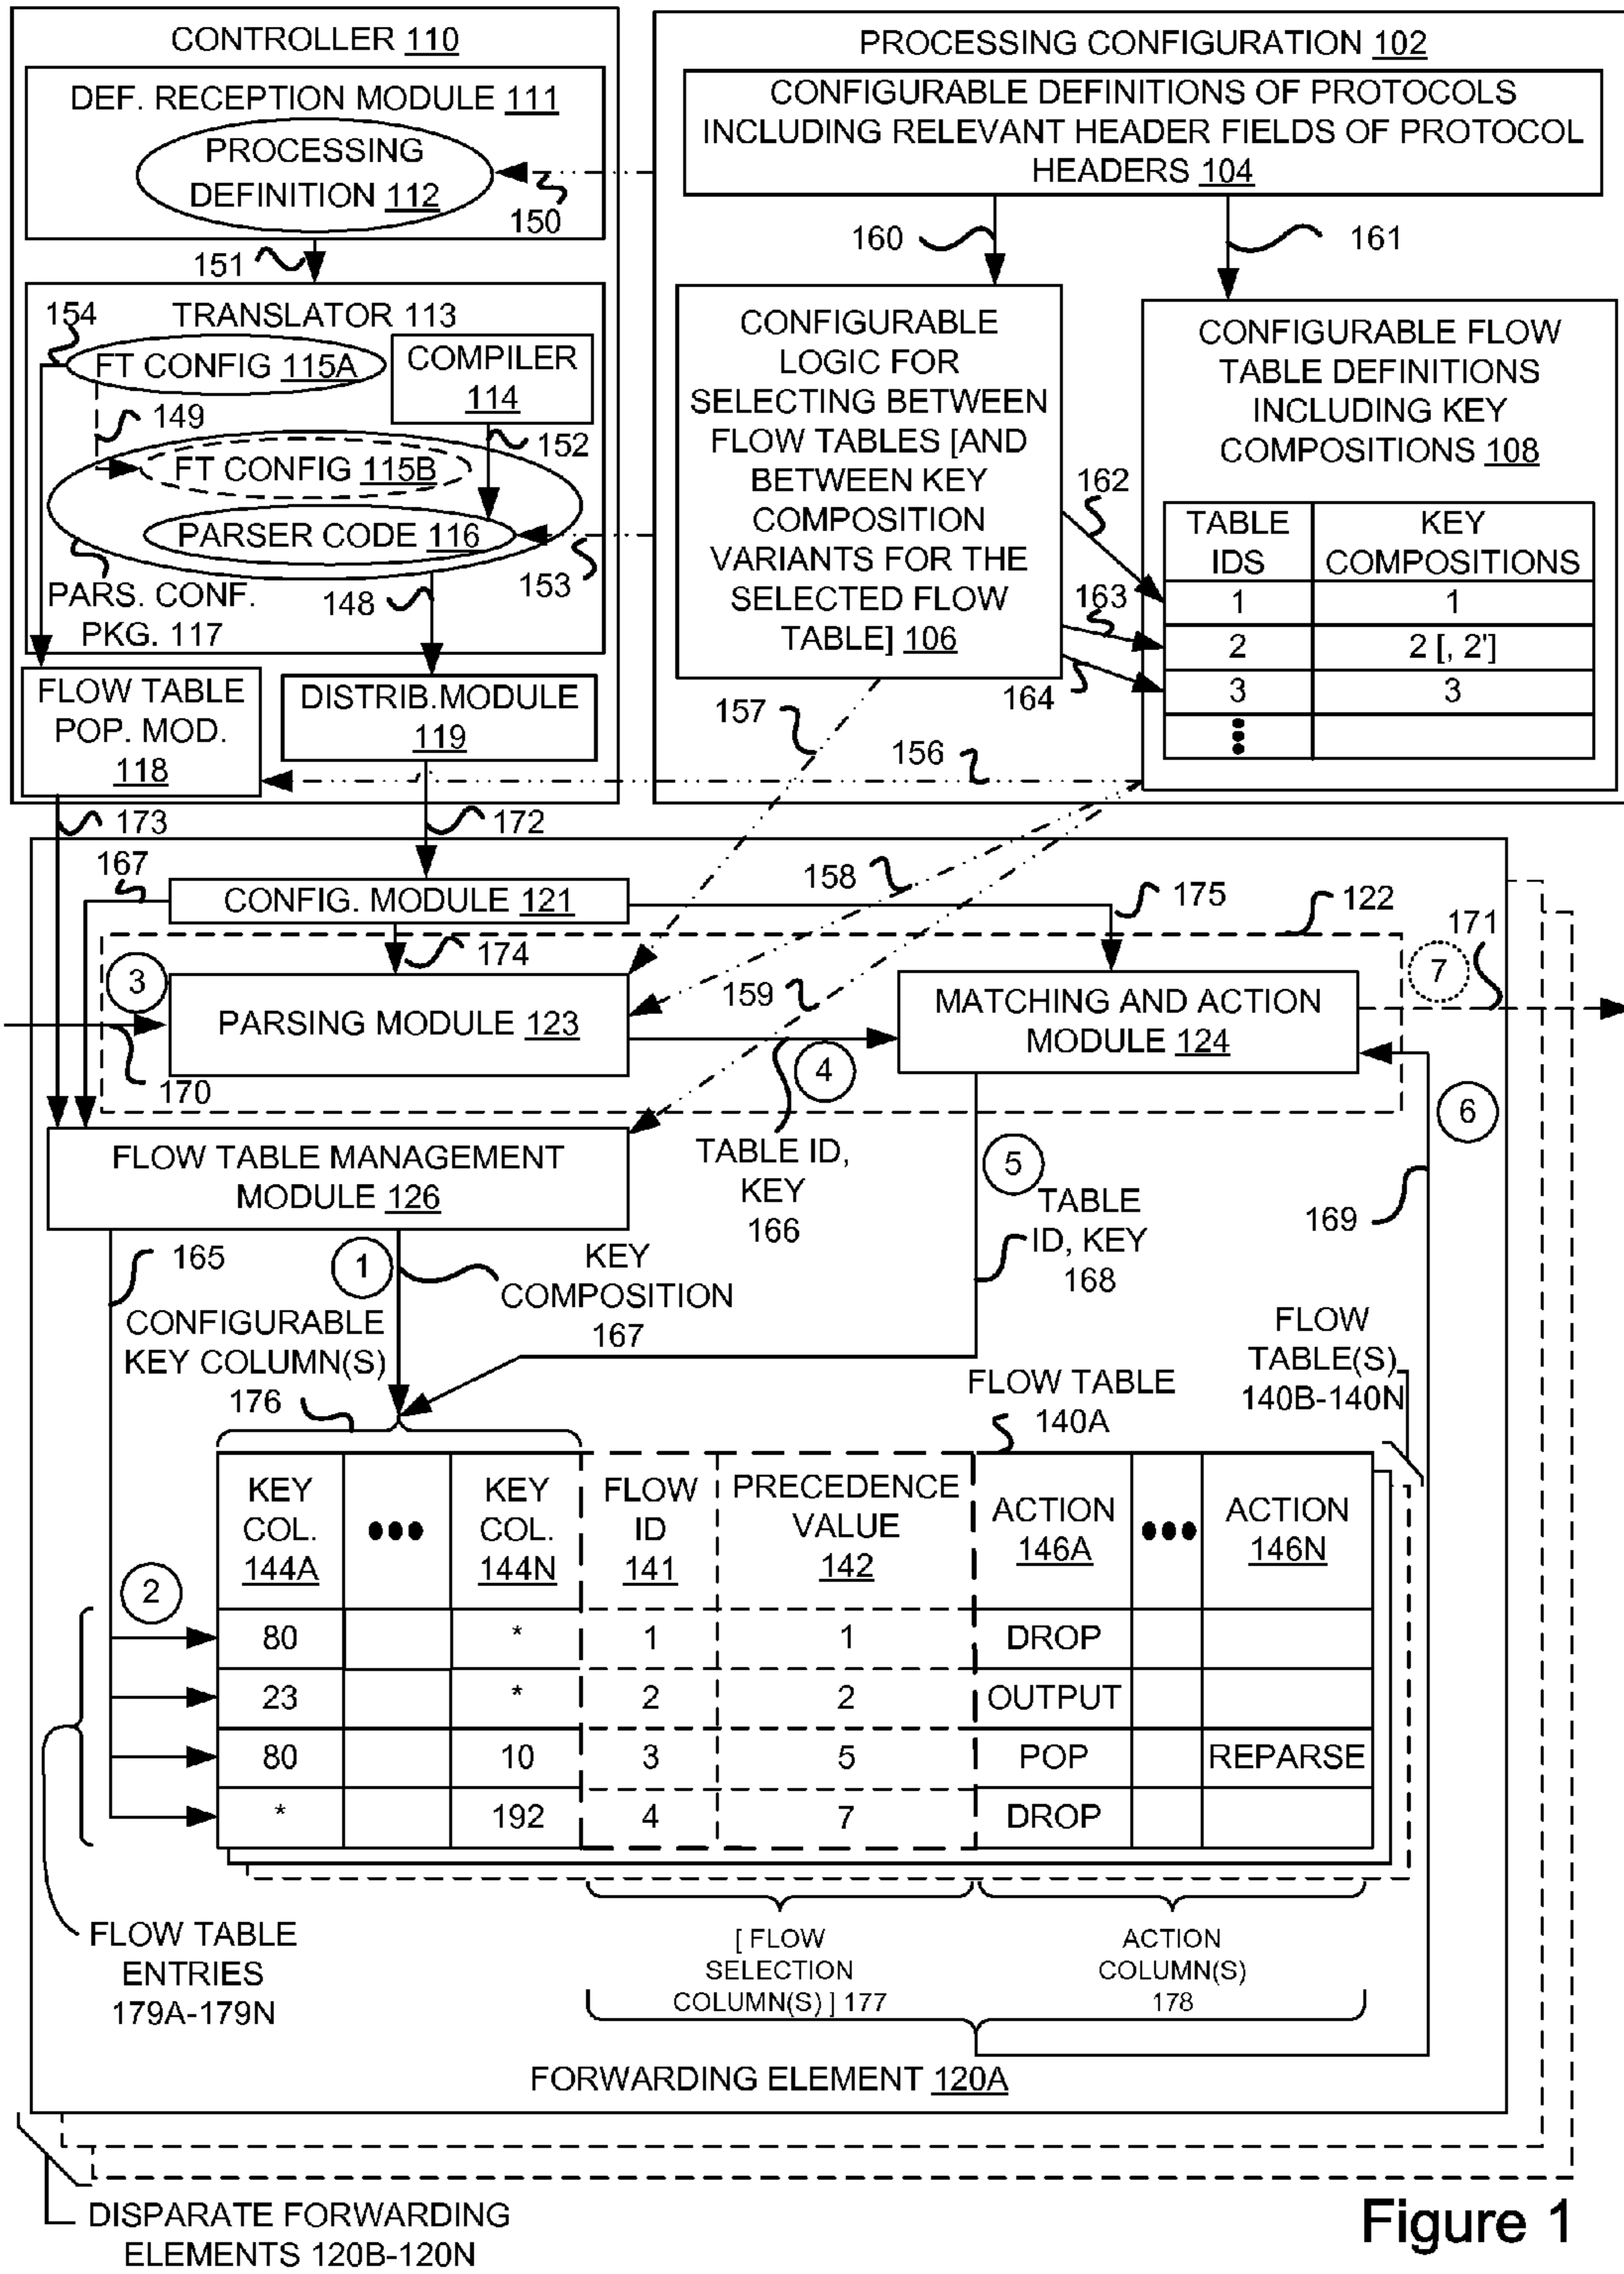 CONTROLLER 110
DEF. RECEPTION MODULE 111
PROCESSING
DEFINITION 112
150
151
TRANSLATOR 113
154
FT CONFIG 115A
COMPILER
114
149
152
FT CONFIG 115B
PARSER CODE 116
153
PARS. CONF.
PKG. 117
148
FLOW TABLE
POP. MOD.
118
DISTRIB.MODULE
119
173
172
PROCESSING CONFIGURATION 102
CONFIGURABLE DEFINITIONS OF PROTOCOLS
INCLUDING RELEVANT HEADER FIELDS OF PROTOCOL
HEADERS 104
160
161
CONFIGURABLE
LOGIC FOR
SELECTING BETWEEN
FLOW TABLES [AND
BETWEEN KEY
COMPOSITION
VARIANTS FOR THE
SELECTED FLOW
TABLE] 106
CONFIGURABLE FLOW
TABLE DEFINITIONS
INCLUDING KEY
COMPOSITIONS 108
162
163
164
TABLE
IDS
KEY
COMPOSITIONS
1 1
2 2 [, 2']
3 3
157
156
167
CONFIG. MODULE 121
158
175
122
171
174
3
7
PARSING MODULE 123
159
MATCHING AND ACTION
MODULE 124
170
4
6
FLOW TABLE MANAGEMENT
MODULE 126
TABLE ID,
KEY
166
5
TABLE
ID, KEY
168
169
165
1
KEY
COMPOSITION
167
CONFIGURABLE
KEY COLUMN(S)
176
FLOW TABLE
140A
FLOW
TABLE(S)
140B-140N
KEY
COL.
144A
KEY
COL.
144N
FLOW
ID
141
PRECEDENCE
VALUE
142
ACTION
146A
ACTION
146N
2
80 * 1 1 DROP
23 * 2 2 OUTPUT
80 10 3 5 POP REPARSE
* 192 4 7 DROP
FLOW TABLE
ENTRIES
179A-179N
[ FLOW
SELECTION
COLUMN(S) ] 177
ACTION
COLUMN(S)
178
FORWARDING ELEMENT 120A
DISPARATE FORWARDING
ELEMENTS 120B-120N
Figure 1